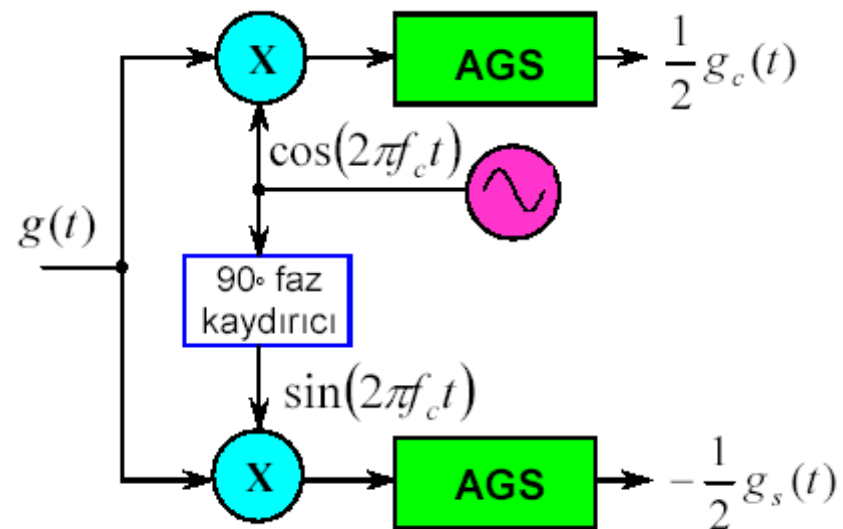 X
AGS
1/2 g_c(t)
cos(2πf_c t)
g(t)
90° faz
kaydırıcı
sin(2πf_c t)
X
AGS
-1/2 g_s(t)